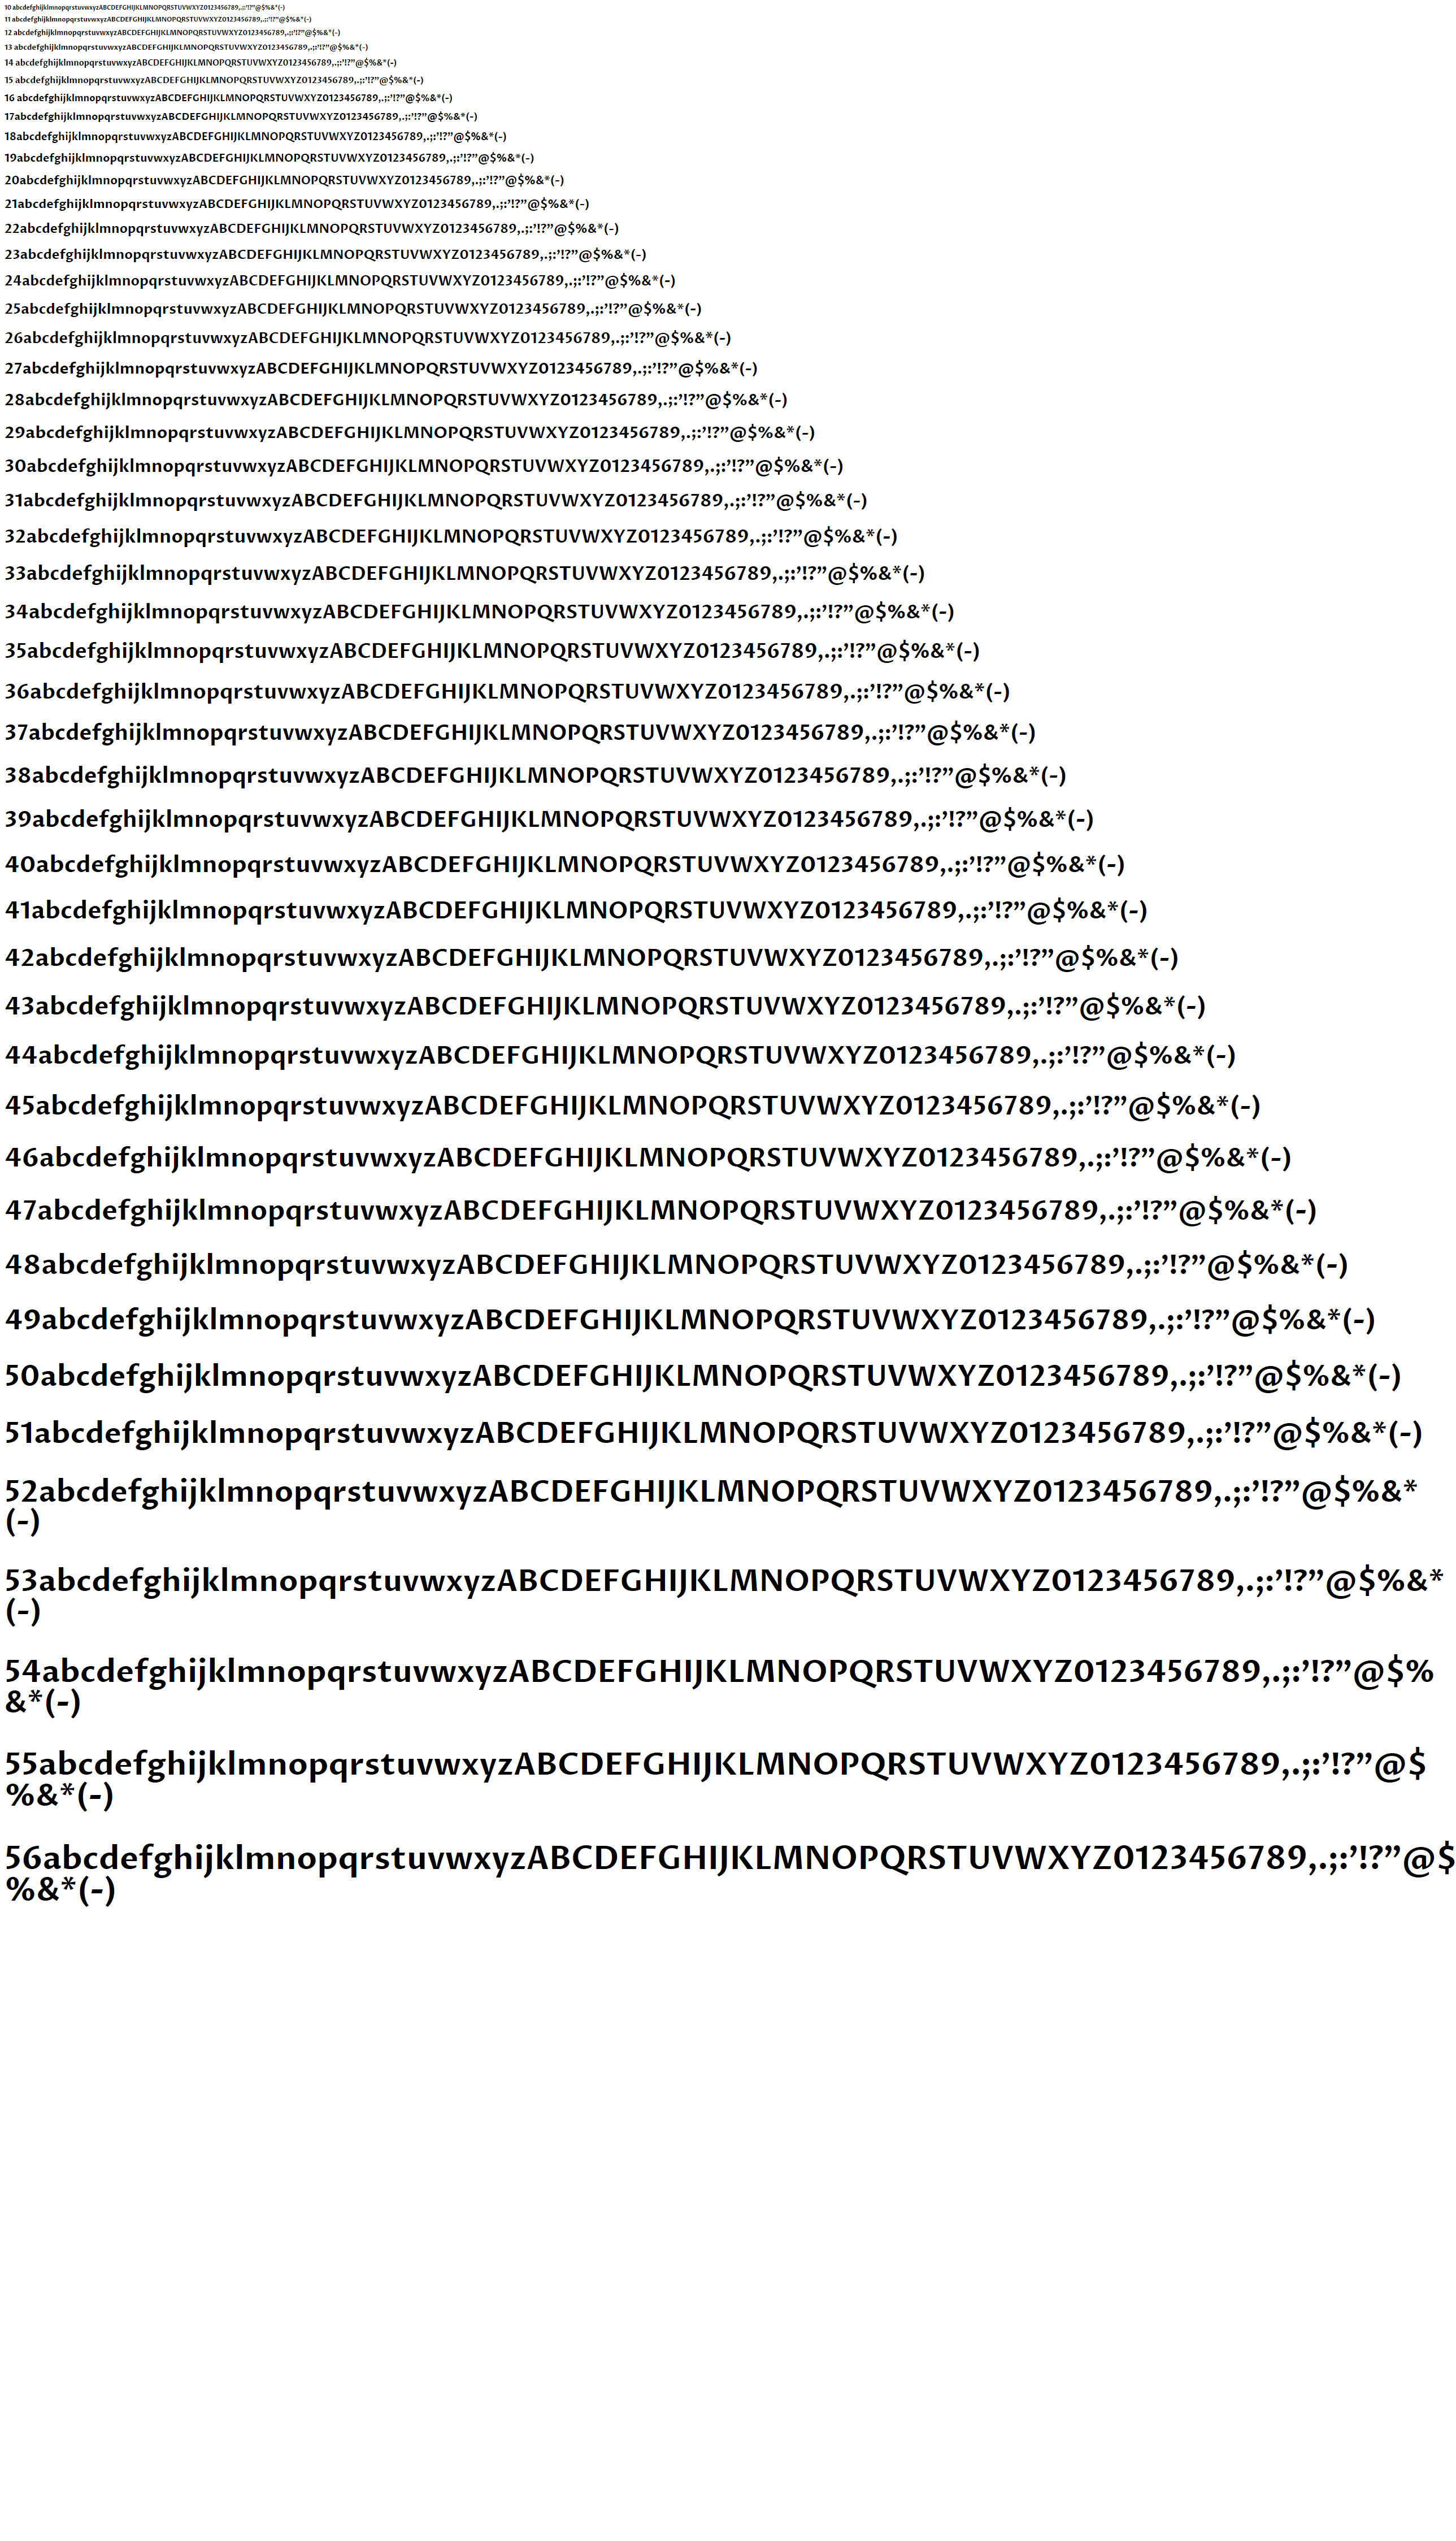 10 abcdefghijklmnopqrstuvwxyzABCDEFGHIJKLMNOPQRSTUVWXYZ0123456789,.;:’!?”@$%&*(-)
11 abcdefghijklmnopqrstuvwxyzABCDEFGHIJKLMNOPQRSTUVWXYZ0123456789,.;:’!?”@$%&*(-)
12 abcdefghijklmnopqrstuvwxyzABCDEFGHIJKLMNOPQRSTUVWXYZ0123456789,.;:’!?”@$%&*(-)
13 abcdefghijklmnopqrstuvwxyzABCDEFGHIJKLMNOPQRSTUVWXYZ0123456789,.;:’!?”@$%&*(-)
14 abcdefghijklmnopqrstuvwxyzABCDEFGHIJKLMNOPQRSTUVWXYZ0123456789,.;:’!?”@$%&*(-)
15 abcdefghijklmnopqrstuvwxyzABCDEFGHIJKLMNOPQRSTUVWXYZ0123456789,.;:’!?”@$%&*(-)
16 abcdefghijklmnopqrstuvwxyzABCDEFGHIJKLMNOPQRSTUVWXYZ0123456789,.;:’!?”@$%&*(-)
17abcdefghijklmnopqrstuvwxyzABCDEFGHIJKLMNOPQRSTUVWXYZ0123456789,.;:’!?”@$%&*(-)
18abcdefghijklmnopqrstuvwxyzABCDEFGHIJKLMNOPQRSTUVWXYZ0123456789,.;:’!?”@$%&*(-)
19abcdefghijklmnopqrstuvwxyzABCDEFGHIJKLMNOPQRSTUVWXYZ0123456789,.;:’!?”@$%&*(-)
20abcdefghijklmnopqrstuvwxyzABCDEFGHIJKLMNOPQRSTUVWXYZ0123456789,.;:’!?”@$%&*(-)
21abcdefghijklmnopqrstuvwxyzABCDEFGHIJKLMNOPQRSTUVWXYZ0123456789,.;:’!?”@$%&*(-)
22abcdefghijklmnopqrstuvwxyzABCDEFGHIJKLMNOPQRSTUVWXYZ0123456789,.;:’!?”@$%&*(-)
23abcdefghijklmnopqrstuvwxyzABCDEFGHIJKLMNOPQRSTUVWXYZ0123456789,.;:’!?”@$%&*(-)
24abcdefghijklmnopqrstuvwxyzABCDEFGHIJKLMNOPQRSTUVWXYZ0123456789,.;:’!?”@$%&*(-)
25abcdefghijklmnopqrstuvwxyzABCDEFGHIJKLMNOPQRSTUVWXYZ0123456789,.;:’!?”@$%&*(-)
26abcdefghijklmnopqrstuvwxyzABCDEFGHIJKLMNOPQRSTUVWXYZ0123456789,.;:’!?”@$%&*(-)
27abcdefghijklmnopqrstuvwxyzABCDEFGHIJKLMNOPQRSTUVWXYZ0123456789,.;:’!?”@$%&*(-)
28abcdefghijklmnopqrstuvwxyzABCDEFGHIJKLMNOPQRSTUVWXYZ0123456789,.;:’!?”@$%&*(-)
29abcdefghijklmnopqrstuvwxyzABCDEFGHIJKLMNOPQRSTUVWXYZ0123456789,.;:’!?”@$%&*(-)
30abcdefghijklmnopqrstuvwxyzABCDEFGHIJKLMNOPQRSTUVWXYZ0123456789,.;:’!?”@$%&*(-)
31abcdefghijklmnopqrstuvwxyzABCDEFGHIJKLMNOPQRSTUVWXYZ0123456789,.;:’!?”@$%&*(-)
32abcdefghijklmnopqrstuvwxyzABCDEFGHIJKLMNOPQRSTUVWXYZ0123456789,.;:’!?”@$%&*(-)
33abcdefghijklmnopqrstuvwxyzABCDEFGHIJKLMNOPQRSTUVWXYZ0123456789,.;:’!?”@$%&*(-)
34abcdefghijklmnopqrstuvwxyzABCDEFGHIJKLMNOPQRSTUVWXYZ0123456789,.;:’!?”@$%&*(-)
35abcdefghijklmnopqrstuvwxyzABCDEFGHIJKLMNOPQRSTUVWXYZ0123456789,.;:’!?”@$%&*(-)
36abcdefghijklmnopqrstuvwxyzABCDEFGHIJKLMNOPQRSTUVWXYZ0123456789,.;:’!?”@$%&*(-)
37abcdefghijklmnopqrstuvwxyzABCDEFGHIJKLMNOPQRSTUVWXYZ0123456789,.;:’!?”@$%&*(-)
38abcdefghijklmnopqrstuvwxyzABCDEFGHIJKLMNOPQRSTUVWXYZ0123456789,.;:’!?”@$%&*(-)
39abcdefghijklmnopqrstuvwxyzABCDEFGHIJKLMNOPQRSTUVWXYZ0123456789,.;:’!?”@$%&*(-)
40abcdefghijklmnopqrstuvwxyzABCDEFGHIJKLMNOPQRSTUVWXYZ0123456789,.;:’!?”@$%&*(-)
41abcdefghijklmnopqrstuvwxyzABCDEFGHIJKLMNOPQRSTUVWXYZ0123456789,.;:’!?”@$%&*(-)
42abcdefghijklmnopqrstuvwxyzABCDEFGHIJKLMNOPQRSTUVWXYZ0123456789,.;:’!?”@$%&*(-)
43abcdefghijklmnopqrstuvwxyzABCDEFGHIJKLMNOPQRSTUVWXYZ0123456789,.;:’!?”@$%&*(-)
44abcdefghijklmnopqrstuvwxyzABCDEFGHIJKLMNOPQRSTUVWXYZ0123456789,.;:’!?”@$%&*(-)
45abcdefghijklmnopqrstuvwxyzABCDEFGHIJKLMNOPQRSTUVWXYZ0123456789,.;:’!?”@$%&*(-)
46abcdefghijklmnopqrstuvwxyzABCDEFGHIJKLMNOPQRSTUVWXYZ0123456789,.;:’!?”@$%&*(-)
47abcdefghijklmnopqrstuvwxyzABCDEFGHIJKLMNOPQRSTUVWXYZ0123456789,.;:’!?”@$%&*(-)
48abcdefghijklmnopqrstuvwxyzABCDEFGHIJKLMNOPQRSTUVWXYZ0123456789,.;:’!?”@$%&*(-)
49abcdefghijklmnopqrstuvwxyzABCDEFGHIJKLMNOPQRSTUVWXYZ0123456789,.;:’!?”@$%&*(-)
50abcdefghijklmnopqrstuvwxyzABCDEFGHIJKLMNOPQRSTUVWXYZ0123456789,.;:’!?”@$%&*(-)
51abcdefghijklmnopqrstuvwxyzABCDEFGHIJKLMNOPQRSTUVWXYZ0123456789,.;:’!?”@$%&*(-)
52abcdefghijklmnopqrstuvwxyzABCDEFGHIJKLMNOPQRSTUVWXYZ0123456789,.;:’!?”@$%&*
(-)
53abcdefghijklmnopqrstuvwxyzABCDEFGHIJKLMNOPQRSTUVWXYZ0123456789,.;:’!?”@$%&*
(-)
54abcdefghijklmnopqrstuvwxyzABCDEFGHIJKLMNOPQRSTUVWXYZ0123456789,.;:’!?”@$%
&*(-)
55abcdefghijklmnopqrstuvwxyzABCDEFGHIJKLMNOPQRSTUVWXYZ0123456789,.;:’!?”@$
%&*(-)
56abcdefghijklmnopqrstuvwxyzABCDEFGHIJKLMNOPQRSTUVWXYZ0123456789,.;:’!?”@$
%&*(-)